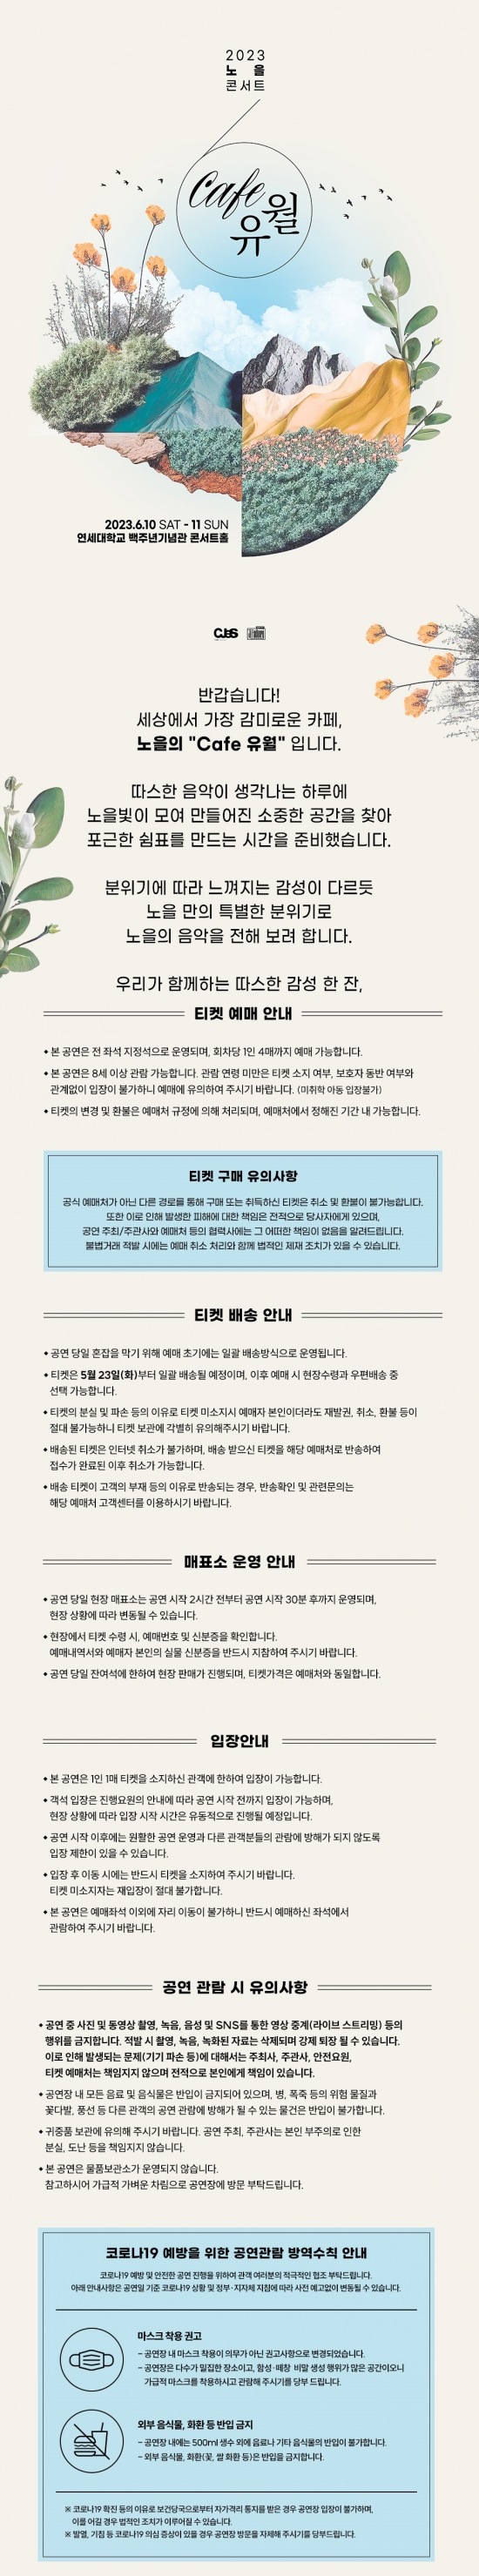 2023
노을
콘서트
Cafe
유월
2023.6.10 SAT - 11 SUN
연세대학교 백주년기념관 콘서트홀
CJeS
반갑습니다!
세상에서 가장 감미로운 카페,
노을의 "Cafe 유월" 입니다.
따스한 음악이 생각나는 하루에
노을빛이 모여 만들어진 소중한 공간을 찾아
포근한 쉼표를 만드는 시간을 준비했습니다.
분위기에 따라 느껴지는 감성이 다르듯
노을 만의 특별한 분위기로
노을의 음악을 전해 보려 합니다.
우리가 함께하는 따스한 감성 한 잔,
티켓 예매 안내
• 본 공연은 전 좌석 지정석으로 운영되며, 회차당 1인 4매까지 예매 가능합니다.
• 본 공연은 8세 이상 관람 가능합니다. 관람 연령 미만은 티켓 소지 여부, 보호자 동반 여부와
관계없이 입장이 불가하니 예매에 유의하여 주시기 바랍니다. (미취학 아동 입장불가)
• 티켓의 변경 및 환불은 예매처 규정에 의해 처리되며, 예매처에서 정해진 기간 내 가능합니다.
티켓 구매 유의사항
공식 예매처가 아닌 다른 경로를 통해 구매 또는 취득하신 티켓은 취소 및 환불이 불가능합니다.
또한 이로 인해 발생한 피해에 대한 책임은 전적으로 당사자에게 있으며,
공연 주최/주관사와 예매처 등의 협력사에는 그 어떠한 책임이 없음을 알려드립니다.
불법거래 적발 시에는 예매 취소 처리와 함께 법적인 제재 조치가 있을 수 있습니다.
티켓 배송 안내
• 공연 당일 혼잡을 막기 위해 예매 초기에는 일괄 배송방식으로 운영됩니다.
• 티켓은 5월 23일(화)부터 일괄 배송될 예정이며, 이후 예매 시 현장수령과 우편배송 중
선택 가능합니다.
• 티켓의 분실 및 파손 등의 이유로 티켓 미소지시 예매자 본인이더라도 재발권, 취소, 환불 등이
절대 불가능하니 티켓 보관에 각별히 유의해주시기 바랍니다.
• 배송된 티켓은 인터넷 취소가 불가하며, 배송 받으신 티켓을 해당 예매처로 반송하여
접수가 완료된 이후 취소가 가능합니다.
• 배송 티켓이 고객의 부재 등의 이유로 반송되는 경우, 반송확인 및 관련문의는
해당 예매처 고객센터를 이용하시기 바랍니다.
매표소 운영 안내
• 공연 당일 현장 매표소는 공연 시작 2시간 전부터 공연 시작 30분 후까지 운영되며,
현장 상황에 따라 변동될 수 있습니다.
• 현장에서 티켓 수령 시, 예매번호 및 신분증을 확인합니다.
예매내역서와 예매자 본인의 실물 신분증을 반드시 지참하여 주시기 바랍니다.
• 공연 당일 잔여석에 한하여 현장 판매가 진행되며, 티켓가격은 예매처와 동일합니다.
입장안내
• 본 공연은 1인 1매 티켓을 소지하신 관객에 한하여 입장이 가능합니다.
• 객석 입장은 진행요원의 안내에 따라 공연 시작 전까지 입장이 가능하며,
현장 상황에 따라 입장 시작 시간은 유동적으로 진행될 예정입니다.
• 공연 시작 이후에는 원활한 공연 운영과 다른 관객분들의 관람에 방해가 되지 않도록
입장 제한이 있을 수 있습니다.
• 입장 후 이동 시에는 반드시 티켓을 소지하여 주시기 바랍니다.
티켓 미소지자는 재입장이 절대 불가합니다.
• 본 공연은 예매좌석 이외에 자리 이동이 불가하니 반드시 예매하신 좌석에서
관람하여 주시기 바랍니다.
공연 관람 시 유의사항
• 공연 중 사진 및 동영상 촬영, 녹음, 음성 및 SNS를 통한 영상 중계(라이브 스트리밍) 등의
행위를 금지합니다. 적발 시 촬영, 녹음, 녹화된 자료는 삭제되며 강제 퇴장 될 수 있습니다.
이로 인해 발생되는 문제(기기 파손 등)에 대해서는 주최사, 주관사, 안전요원,
티켓 예매처는 책임지지 않으며 전적으로 본인에게 책임이 있습니다.
• 공연장 내 모든 음료 및 음식물은 반입이 금지되어 있으며, 병, 폭죽 등의 위험 물질과
꽃다발, 풍선 등 다른 관객의 공연 관람에 방해가 될 수 있는 물건은 반입이 불가합니다.
• 귀중품 보관에 유의해 주시기 바랍니다. 공연 주최, 주관사는 본인 부주의로 인한
분실, 도난 등을 책임지지 않습니다.
• 본 공연은 물품보관소가 운영되지 않습니다.
참고하시어 가급적 가벼운 차림으로 공연장에 방문 부탁드립니다.
코로나19 예방을 위한 공연관람 방역수칙 안내
코로나19 예방 및 안전한 공연 진행을 위하여 관객 여러분의 적극적인 협조 부탁드립니다.
아래 안내사항은 공연일 기준 코로나19 상황 및 정부·지자체 지침에 따라 사전 예고없이 변동될 수 있습니다.
마스크 착용 권고
- 공연장 내 마스크 착용이 의무가 아닌 권고사항으로 변경되었습니다.
- 공연장은 다수가 밀집한 장소이고, 함성·떼창 비말 생성 행위가 많은 공간이오니
가급적 마스크를 착용하시고 관람해 주시기를 당부 드립니다.
외부 음식물, 화환 등 반입 금지
- 공연장 내에는 500ml 생수 외에 음료나 기타 음식물의 반입이 불가합니다.
- 외부 음식물, 화환(꽃, 쌀 화환 등)은 반입을 금지합니다.
※ 코로나19 확진 등의 이유로 보건당국으로부터 자가격리 통지를 받은 경우 공연장 입장이 불가하며,
이를 어길 경우 법적인 조치가 이루어질 수 있습니다.
※ 발열, 기침 등 코로나19 의심 증상이 있을 경우 공연장 방문을 자제해 주시기를 당부드립니다.